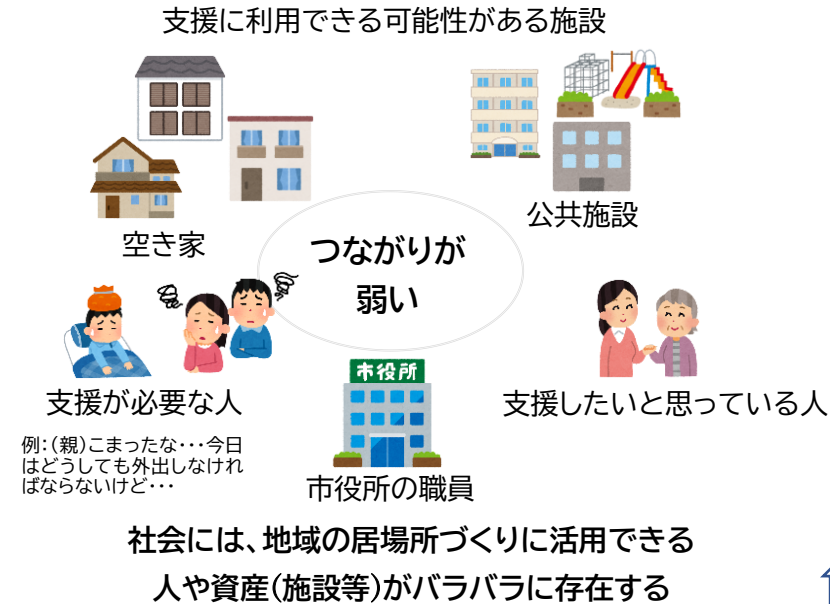 支援に利用できる可能性がある施設
空き家
公共施設
つながりが
弱い
支援が必要な人
例:(親)こまったな・・・今日
はどうしても外出しなけれ
ばならないけど・・・
市役所
市役所の職員
支援したいと思っている人
社会には、地域の居場所づくりに活用できる
人や資産(施設等)がバラバラに存在する